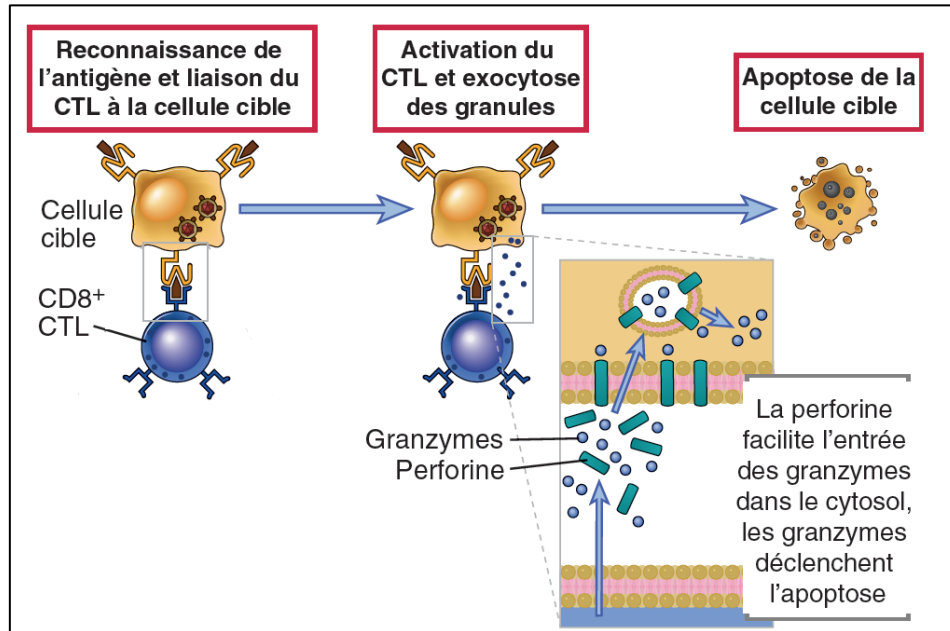 Reconnaissance de
l'antigène et liaison du
CTL à la cellule cible
Activation du
CTL et exocytose
des granules
Apoptose de la
cellule cible
Cellule
cible
CD8+
CTL
Granzymes
Perforine
La perforine
facilite l'entrée
des granzymes
dans le cytosol,
les granzymes
déclenchent
l'apoptose